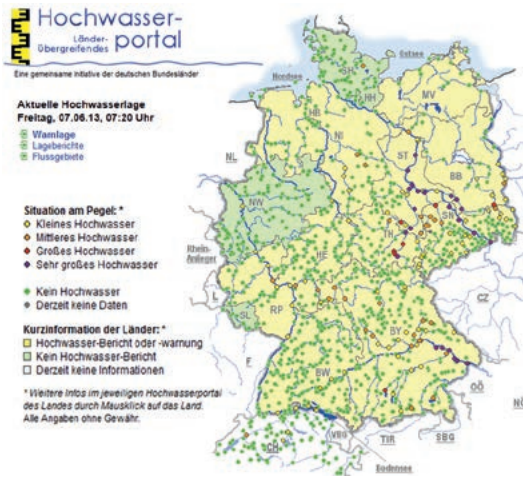 Hochwasser-
Länder-
Übergreifendes
portal
Eine gemeinsame Initiative der deutschen Bundesländer
Aktuelle Hochwasserlage
Freitag, 07.06.13, 07:20 Uhr
Warnlage
Lageberichte
Flussgebiete
Situation am Pegel: *
Kleines Hochwasser
Mittleres Hochwasser
Großes Hochwasser
Sehr großes Hochwasser
Kein Hochwasser
Derzeit keine Daten
Kurzinformation der Länder: *
Hochwasser-Bericht oder -warnung
Kein Hochwasser-Bericht
Derzeit keine Informationen
* Weitere Infos im jeweiligen Hochwasserportal
des Landes durch Mausklick auf das Land.
Alle Angaben ohne Gewähr.
Nordsee
Ostsee
SH
HH
MV
HB
NI
NL
ST
BB
NW
SN
TH
Rhein-
Anlieger
HE
L
RP
SL
CZ
F
BY
BW
OÖ
NÖ
CH
VBG
TIR
SBG
Bodensee